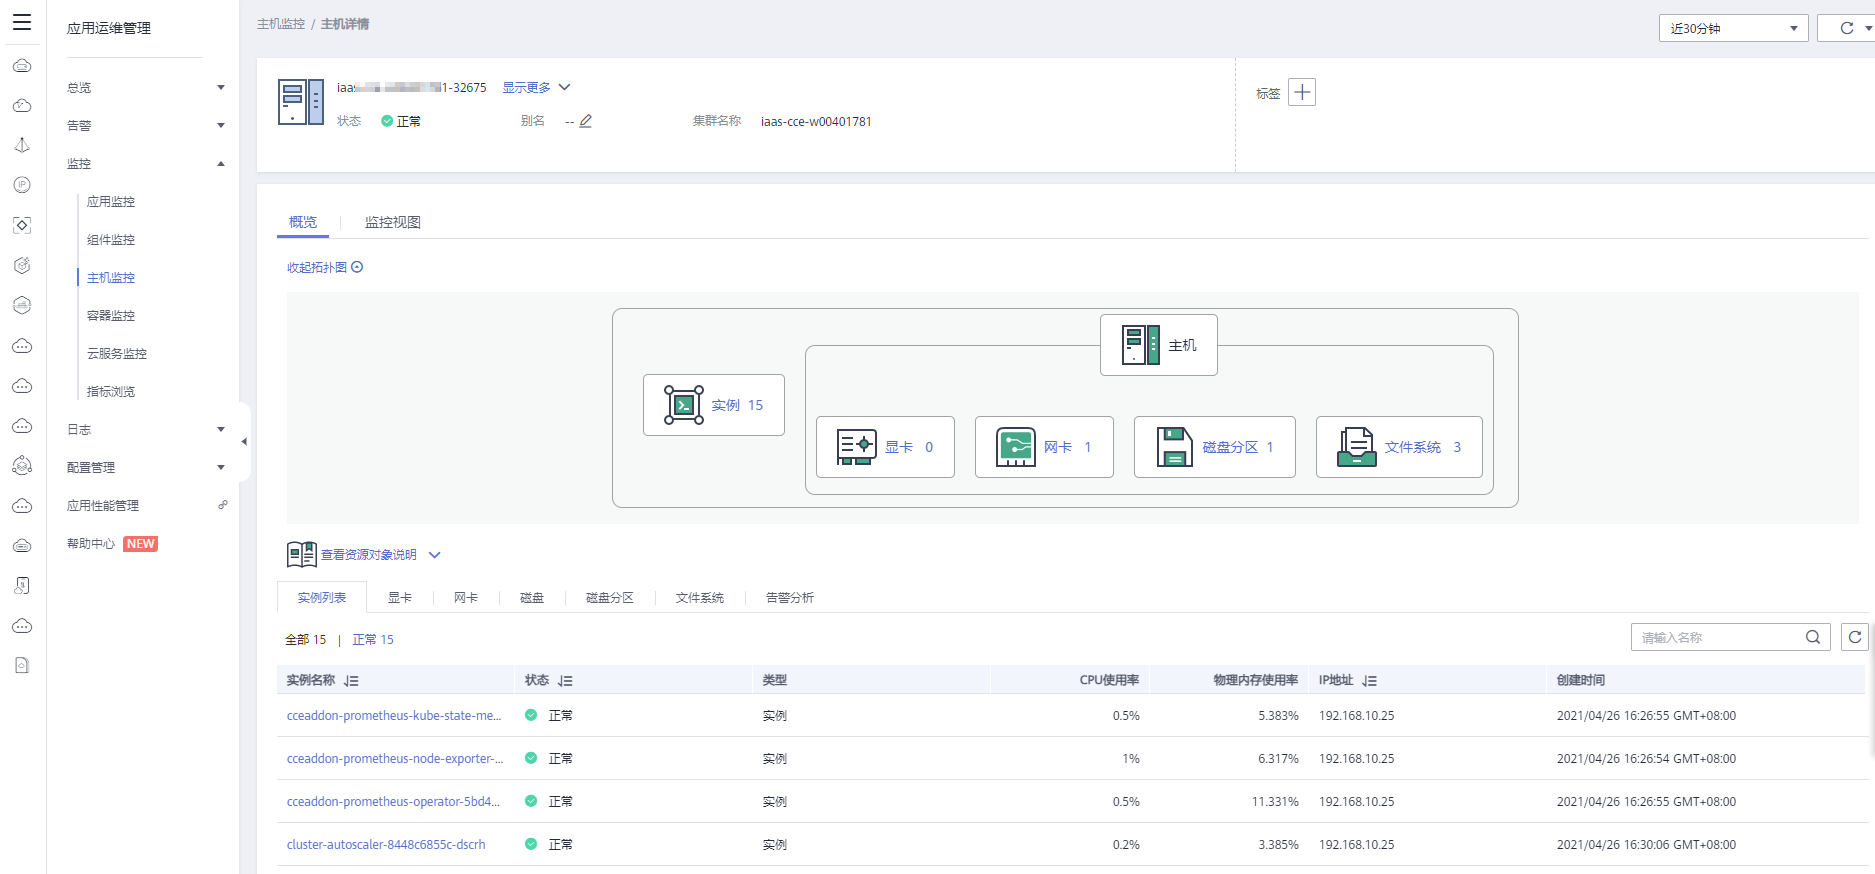 应用运维管理
总览
告警
监控
应用监控
组件监控
主机监控
容器监控
云服务监控
指标浏览
日志
配置管理
应用性能管理
帮助中心 NEW
主机监控 / 主机详情
近30分钟
iaas 1-32675 显示更多
状态 正常 别名 -- 集群名称 iaas-cce-w00401781
标签
概览 监控视图
收起拓扑图
主机
实例 15
显卡 0 网卡 1 磁盘分区 1 文件系统 3
查看资源对象说明
实例列表 显卡 网卡 磁盘 磁盘分区 文件系统 告警分析
全部 15 | 正常 15
请输入名称
实例名称 状态 类型 CPU使用率 物理内存使用率 IP地址 创建时间
cceaddon-prometheus-kube-state-me... 正常 实例 0.5% 5.383% 192.168.10.25 2021/04/26 16:26:55 GMT+08:00
cceaddon-prometheus-node-exporter-... 正常 实例 1% 6.317% 192.168.10.25 2021/04/26 16:26:54 GMT+08:00
cceaddon-prometheus-operator-5bd4... 正常 实例 0.5% 11.331% 192.168.10.25 2021/04/26 16:26:55 GMT+08:00
cluster-autoscaler-8448c6855c-dscrh 正常 实例 0.2% 3.385% 192.168.10.25 2021/04/26 16:30:06 GMT+08:00